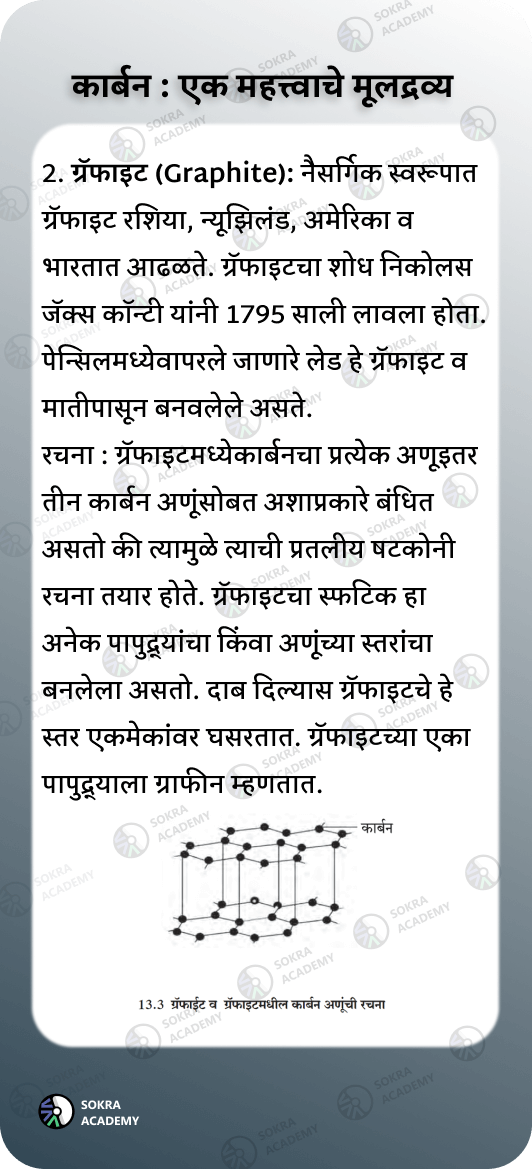 कार्बन : एक महत्त्वाचे मूलद्रव्य
2. ग्रॅफाइट (Graphite): नैसर्गिक स्वरूपात
ग्रॅफाइट रशिया, न्यूझिलंड, अमेरिका व
भारतात आढळते. ग्रॅफाइटचा शोध निकोलस
जॅक्स कॉन्टी यांनी 1795 साली लावला होता.
पेन्सिलमध्येवापरले जाणारे लेड हे ग्रॅफाइट व
मातीपासून बनवलेले असते.
रचना : ग्रॅफाइटमध्येकार्बनचा प्रत्येक अणूइतर
तीन कार्बन अणूंसोबत अशाप्रकारे बंधित
असतो की त्यामुळे त्याची प्रतलीय षटकोनी
रचना तयार होते. ग्रॅफाइटचा स्फटिक हा
अनेक पापुद्र्यांचा किंवा अणूंच्या स्तरांचा
बनलेला असतो. दाब दिल्यास ग्रॅफाइटचे हे
स्तर एकमेकांवर घसरतात. ग्रॅफाइटच्या एका
पापुद्र्याला ग्राफीन म्हणतात.
कार्बन
13.3 ग्रॅफाईट व ग्रॅफाइटमधील कार्बन अणूंची रचना
SOKRA
ACADEMY